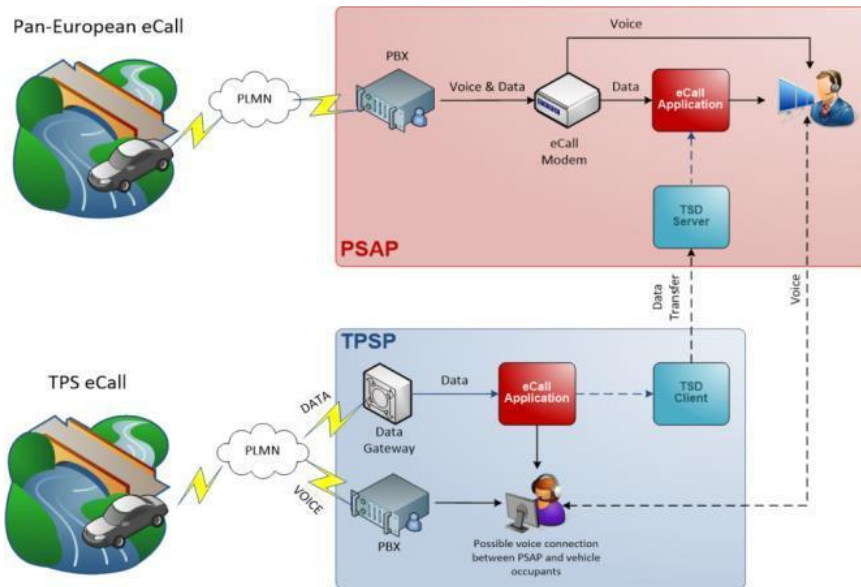 Pan-European eCall
PLMN
PBX
Voice & Data
Voice
Data
eCall
Modem
eCall
Application
TSD
Server
PSAP
Data
Transfer
Voice
TPS eCall
PLMN
DATA
VOICE
TPSP
Data
Gateway
Data
eCall
Application
TSD
Client
PBX
Possible voice connection
between PSAP and vehicle
occupants